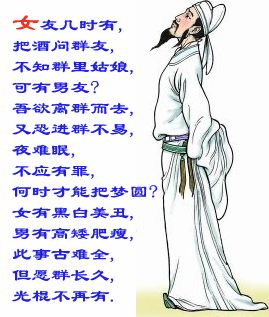 女友几时有，
把酒问群友，
不知群里姑娘，
可有男友？
吾欲离群而去，
又恐进群不易，
夜难眠，
不应有罪，
何时才能把梦圆？
女有黑白美丑，
男有高矮肥瘦，
此事古难全，
但愿群长久，
光棍不再有.